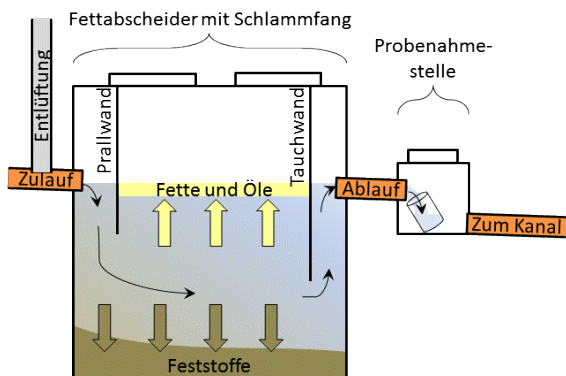 Fettabscheider mit Schlammfang
Probenahme-
stelle
Entlüftung
Prallwand
Tauchwand
Zulauf
Fette und Öle
Ablauf
Zum Kanal
Feststoffe